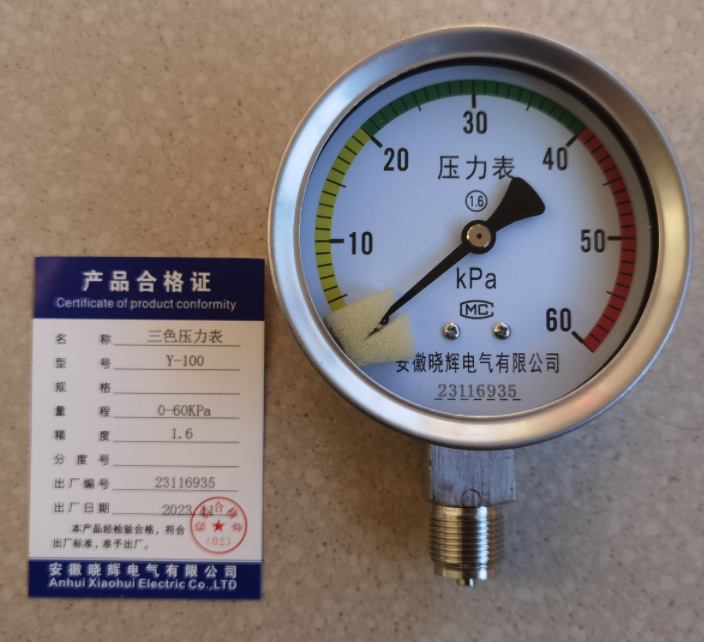 产品合格证
Certificate of product conformity
名 称 三色压力表
型 号 Y-100
规 格
量 程 0-60KPa
精 度 1.6
分 度 号
出厂编号 23116935
出厂日期 2023.11
本产品经检验合格，符合
出厂标准，准予出厂。
(02)
安徽晓辉电气有限公司
Anhui Xiaohui Electric Co.,LTD
30
20
40
压力表
1.6
10
50
kPa
MC
60
安徽晓辉电气有限公司
23116935